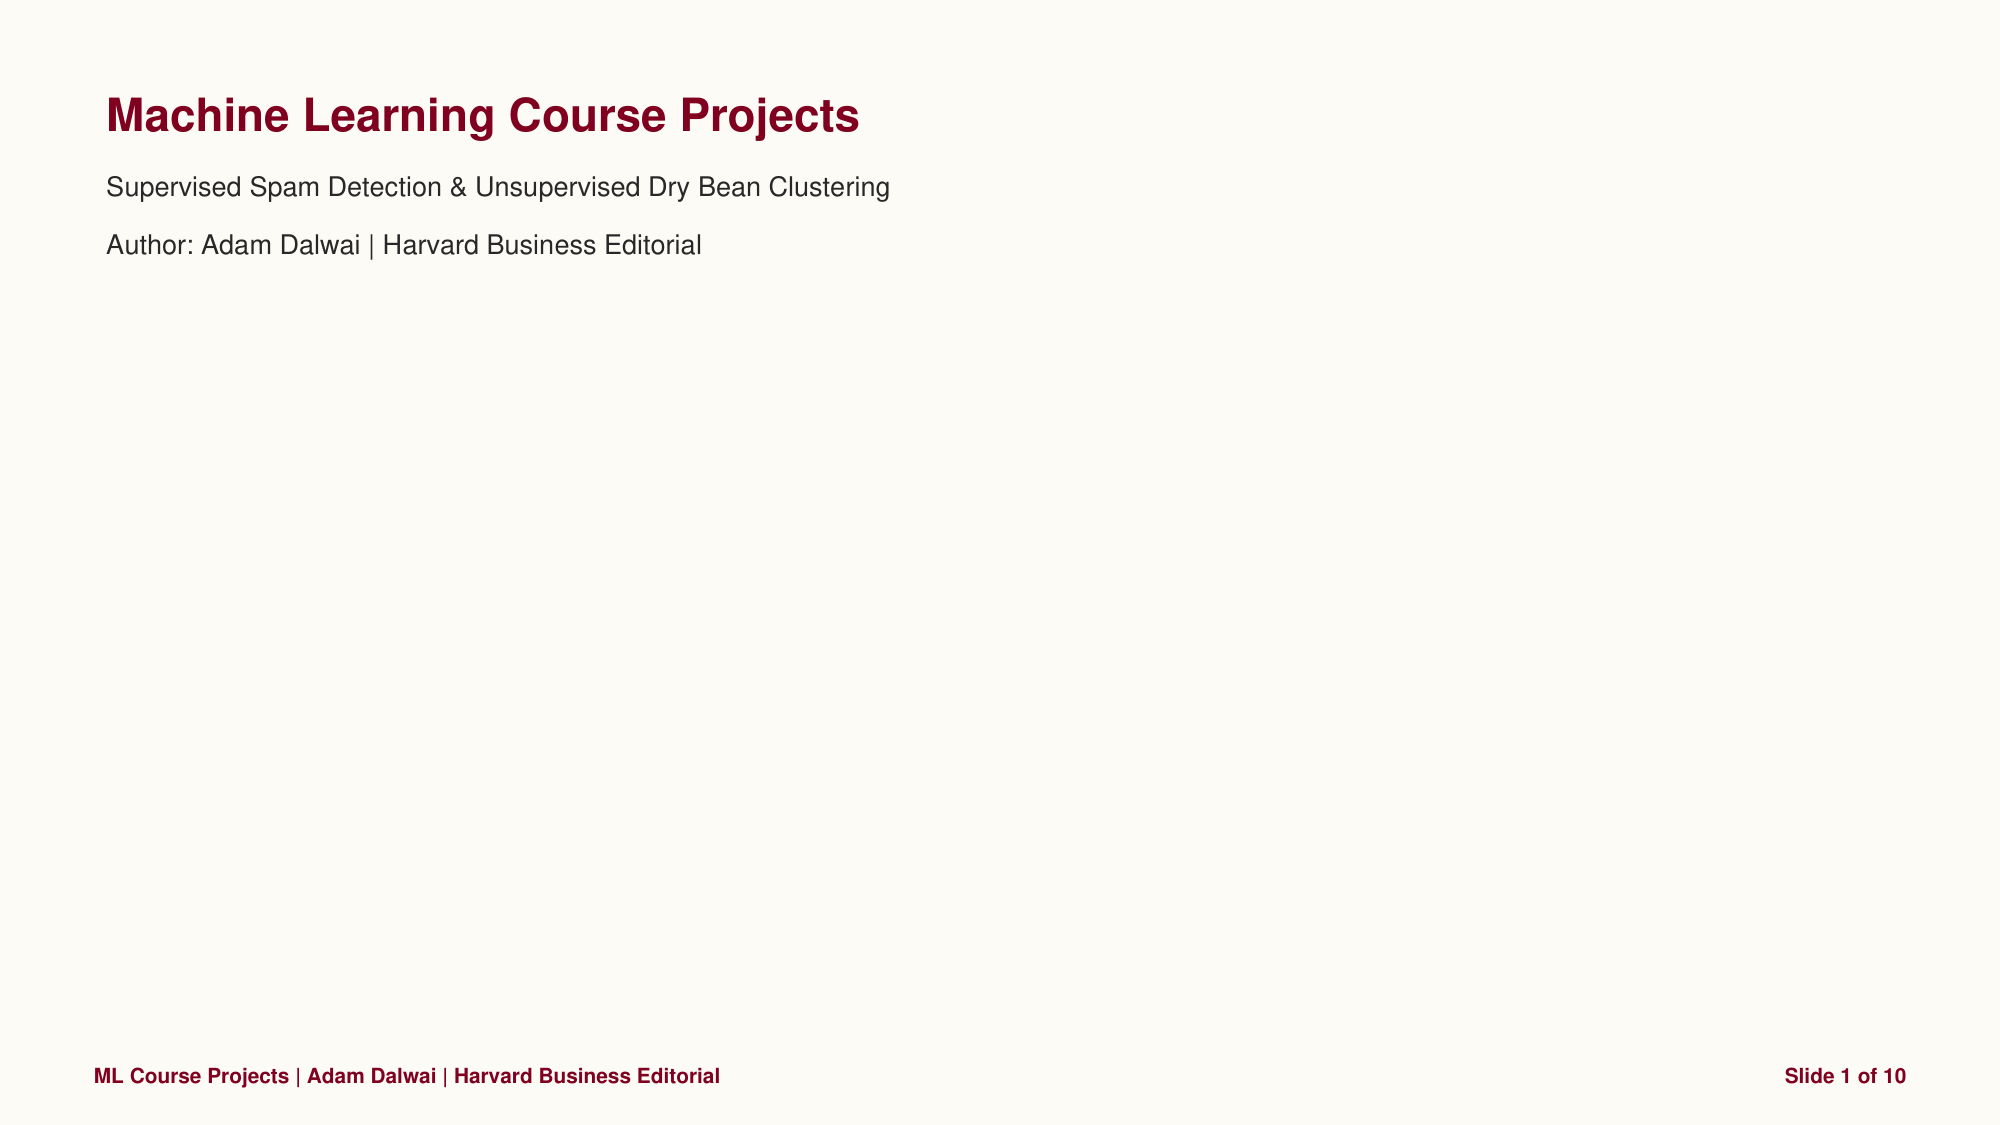 Machine Learning Course Projects
Supervised Spam Detection & Unsupervised Dry Bean Clustering
Author: Adam Dalwai | Harvard Business Editorial
ML Course Projects | Adam Dalwai | Harvard Business Editorial
Slide 1 of 10